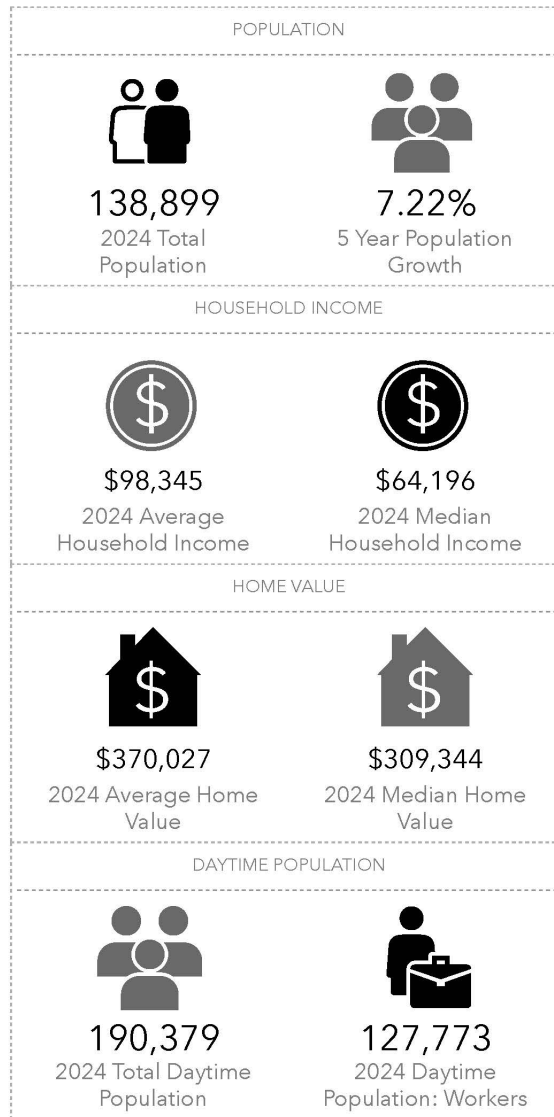 POPULATION
138,899
2024 Total
Population
7.22%
5 Year Population
Growth
HOUSEHOLD INCOME
$
$98,345
2024 Average
Household Income
$
$64,196
2024 Median
Household Income
HOME VALUE
$
$370,027
2024 Average Home
Value
$
$309,344
2024 Median Home
Value
DAYTIME POPULATION
190,379
2024 Total Daytime
Population
127,773
2024 Daytime
Population: Workers